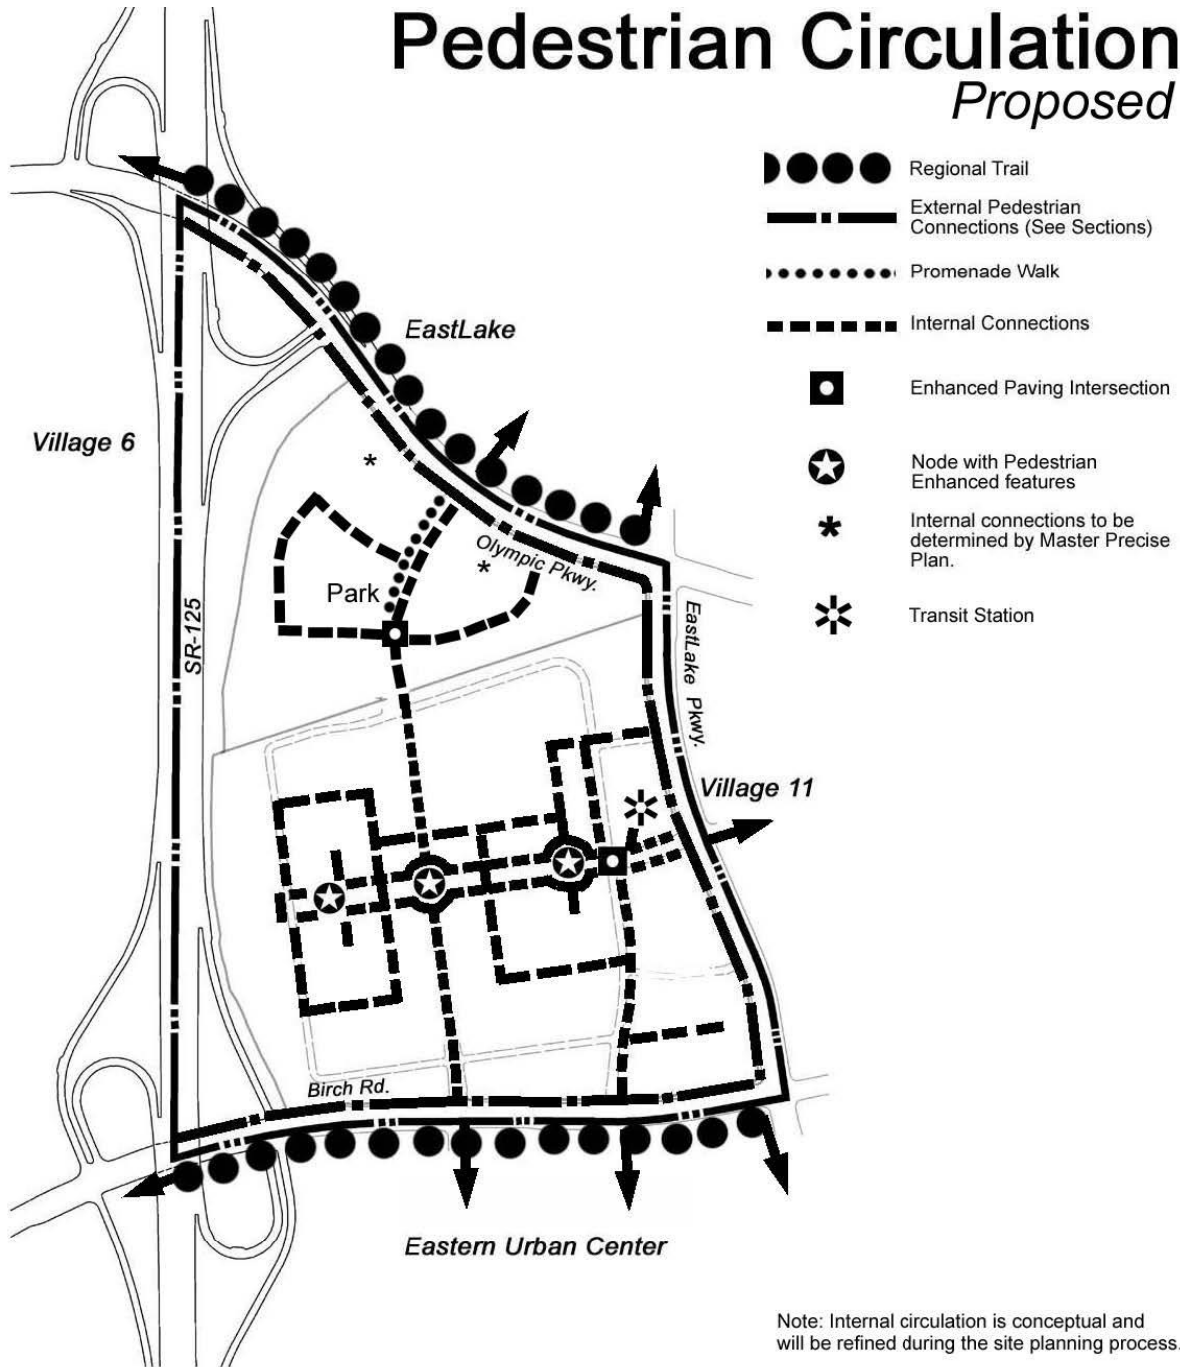 Pedestrian Circulation
Proposed
Regional Trail
External Pedestrian
Connections (See Sections)
Promenade Walk
Internal Connections
Enhanced Paving Intersection
Node with Pedestrian
Enhanced features
Internal connections to be
determined by Master Precise
Plan.
Transit Station
EastLake
Village 6
Olympic Pkwy.
Park
SR-125
EastLake Pkwy.
Village 11
Birch Rd.
Eastern Urban Center
Note: Internal circulation is conceptual and
will be refined during the site planning process.